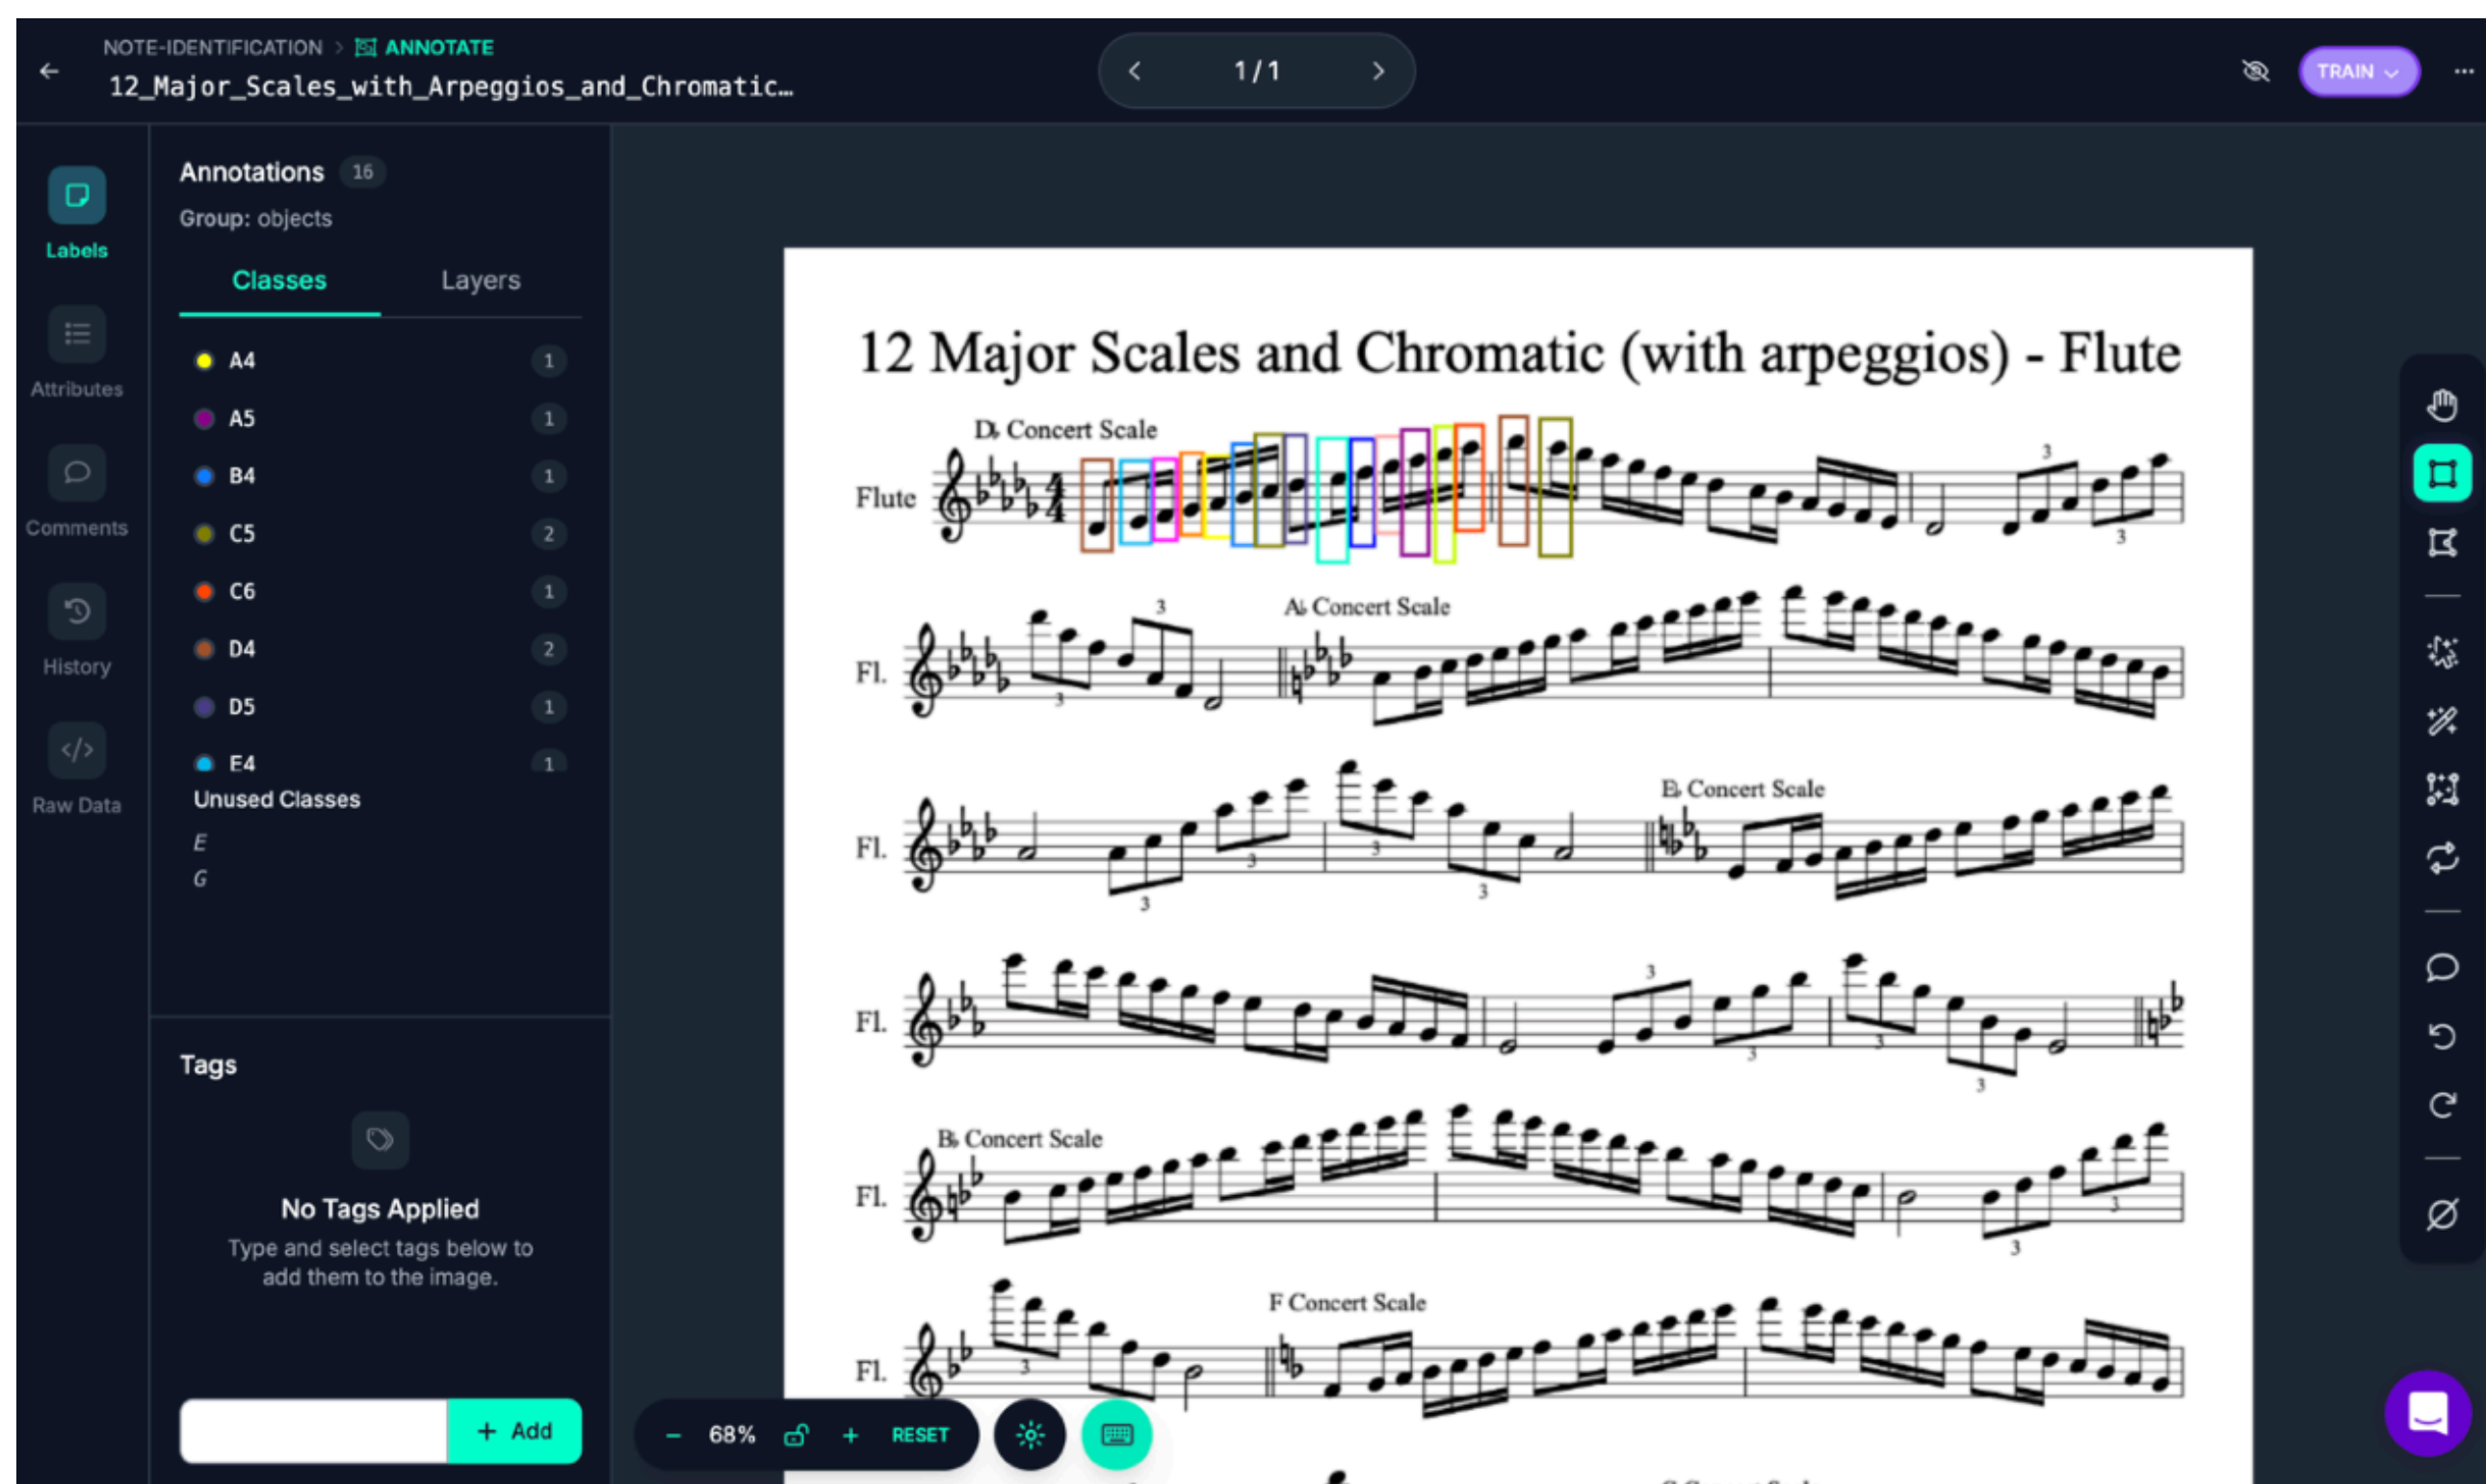 NOTE-IDENTIFICATION > ANNOTATE
12_Major_Scales_with_Arpeggios_and_Chromatic…
1 / 1
TRAIN
Labels
Attributes
Comments
History
Raw Data
Annotations 16
Group: objects
Classes Layers
A4 1
A5 1
B4 1
C5 2
C6 1
D4 2
D5 1
E4 1
Unused Classes
E
G
Tags
No Tags Applied
Type and select tags below to
add them to the image.
+ Add
− 68% + RESET
12 Major Scales and Chromatic (with arpeggios) - Flute
D♭ Concert Scale
Flute
4
4
3
3
Fl.
3
3
A♭ Concert Scale
Fl.
3
3
3
3
E♭ Concert Scale
Fl.
3
3
3
3
B♭ Concert Scale
Fl.
3
3
F Concert Scale
Fl.
3